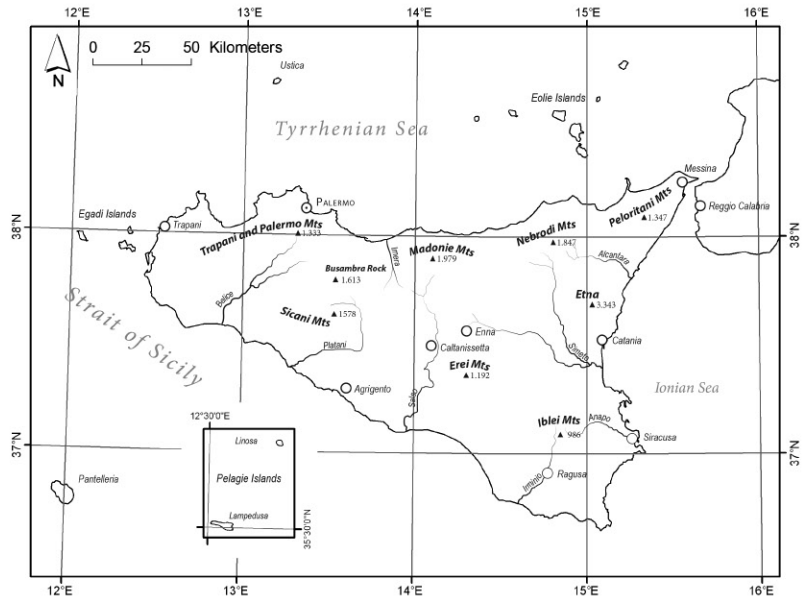 12°E 13°E 14°E 15°E 16°E
0 25 50 Kilometers
N
Ustica
Eolie Islands
Tyrrhenian Sea
Messina
Egadi Islands
PALERMO
Trapani
Peloritani Mts
1.347
Reggio Calabria
38°N
38°N
Trapani and Palermo Mts
1.333
Nebrodi Mts
1.847
Imera
Madonie Mts
1.979
Alcantara
Busambra Rock
1.613
Belice
Etna
3.343
Strait of Sicily
Sicani Mts
1578
Enna
Platani
Caltanissetta
Simeto
Catania
Erei Mts
1.192
Agrigento
Salso
Ionian Sea
12°30'0"E
Iblei Mts
986
Anapo
Siracusa
Linosa
37°N
37°N
Pantelleria
Pelagie Islands
Ragusa
Irminio
Lampedusa
35°30'0"N
12°E 13°E 14°E 15°E 16°E